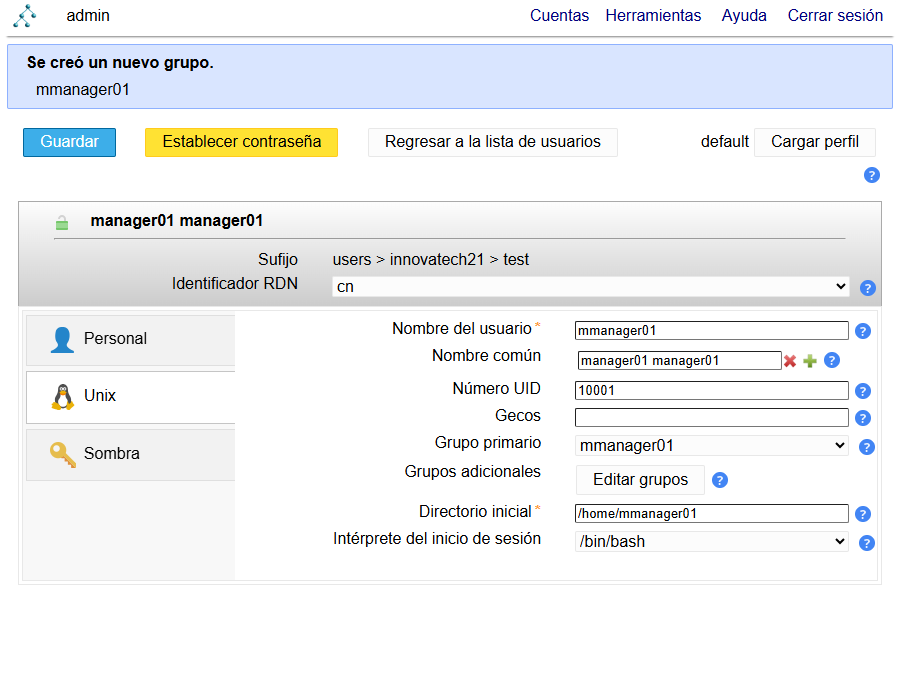 admin Cuentas Herramientas Ayuda Cerrar sesión
Se creó un nuevo grupo.
mmanager01
Guardar Establecer contraseña Regresar a la lista de usuarios default Cargar perfil
?
manager01 manager01
Sufijo users > innovatech21 > test
Identificador RDN cn ?
Personal
Unix
Sombra
Nombre del usuario* mmanager01 ?
Nombre común manager01 manager01 ?
Número UID 10001 ?
Gecos ?
Grupo primario mmanager01 ?
Grupos adicionales Editar grupos ?
Directorio inicial* /home/mmanager01 ?
Intérprete del inicio de sesión /bin/bash ?